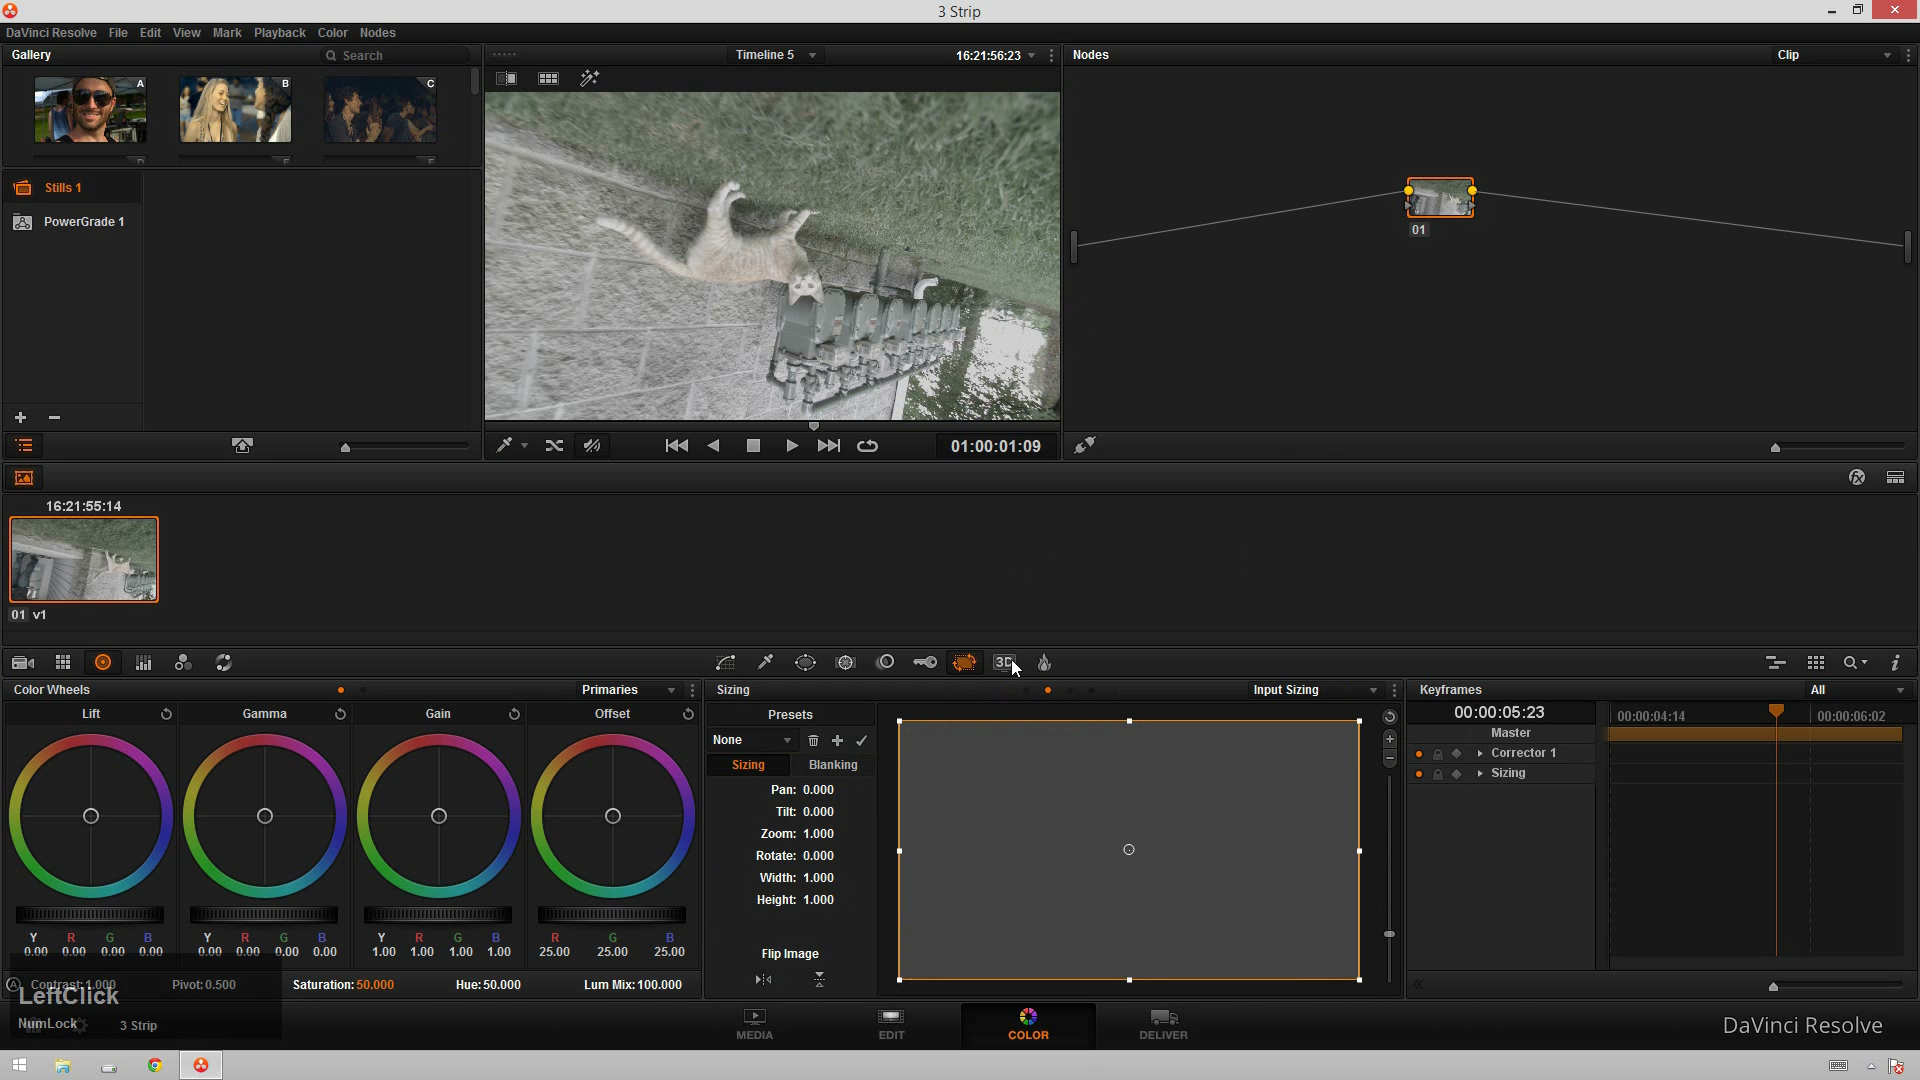 3 Strip
DaVinci Resolve File Edit View Mark Playback Color Nodes
Gallery Search Timeline 5 16:21:56:23 Nodes Clip
A B C
D E F
Stills 1
PowerGrade 1
01
01:00:01:09
16:21:55:14
01 v1
3D
Color Wheels Primaries Sizing Input Sizing Keyframes All
Lift Gamma Gain Offset Presets 00:00:05:23 00:00:04:14 00:00:06:02
None Master
Corrector 1
Sizing Blanking Sizing
Pan: 0.000
Tilt: 0.000
Zoom: 1.000
Rotate: 0.000
Width: 1.000
Height: 1.000
Y R G B Y R G B Y R G B R G B
0.00 0.00 0.00 0.00 0.00 0.00 0.00 0.00 1.00 1.00 1.00 1.00 25.00 25.00 25.00
Flip Image
A Contrast: 1.000 Pivot: 0.500 Saturation: 50.000 Hue: 50.000 Lum Mix: 100.000
LeftClick
NumLock 3 Strip
MEDIA EDIT COLOR DELIVER DaVinci Resolve